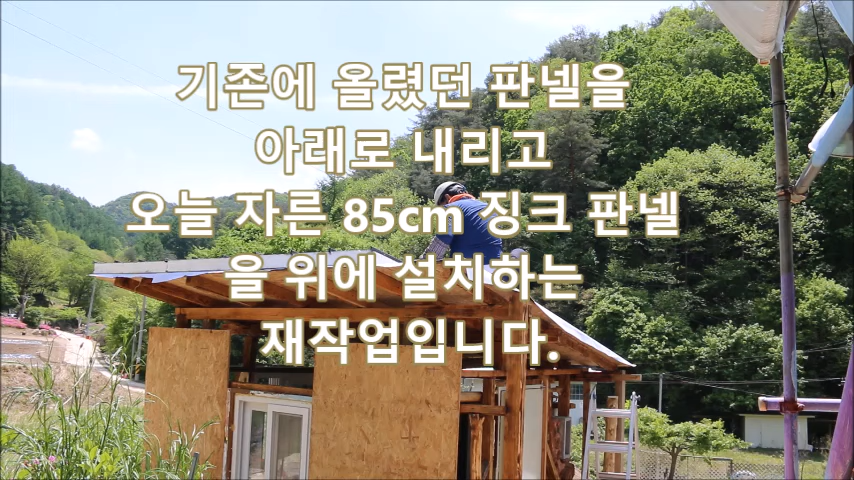 기존에 올렸던 판넬을
아래로 내리고
오늘 자른 85cm 징크 판넬
을 위에 설치하는
재작업입니다.